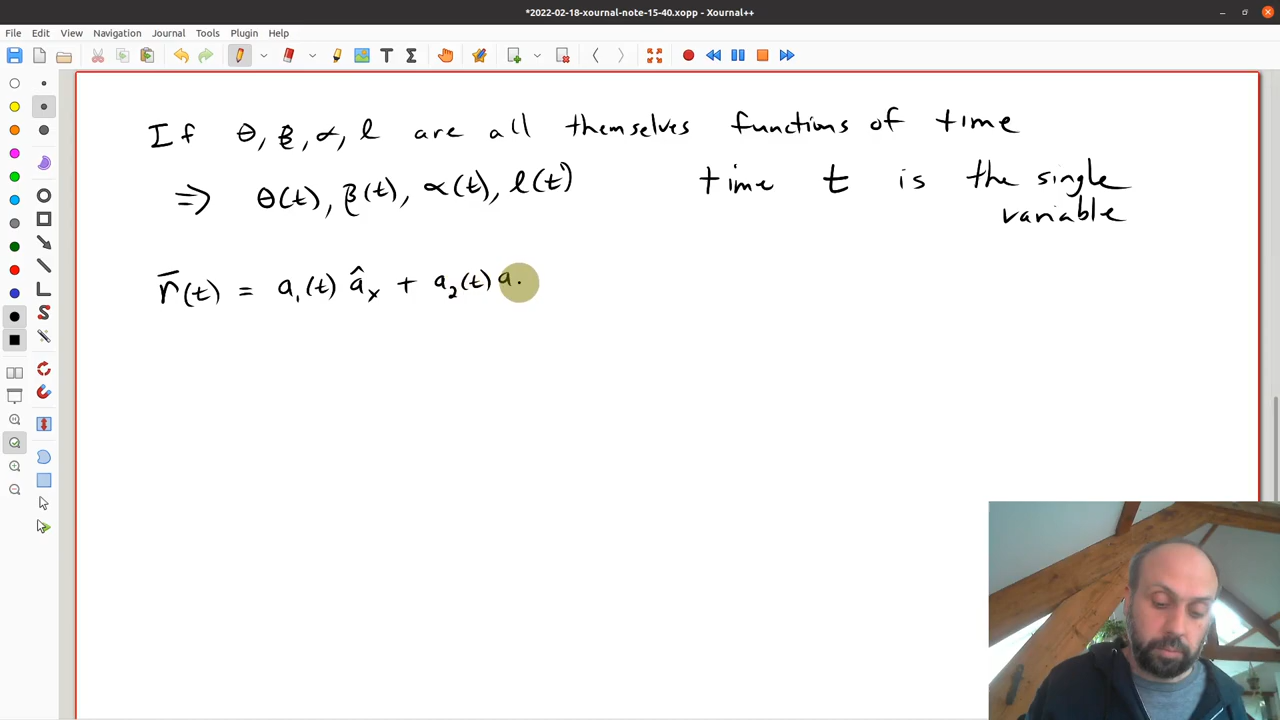 *2022-02-18-xournal-note-15-40.xopp - Xournal++
File Edit View Navigation Journal Tools Plugin Help
If θ, β, α, l are all themselves functions of time
⇒ θ(t), β(t), α(t), l(t) time t is the single
variable
r̄(t) = a₁(t) âₓ + a₂(t) a